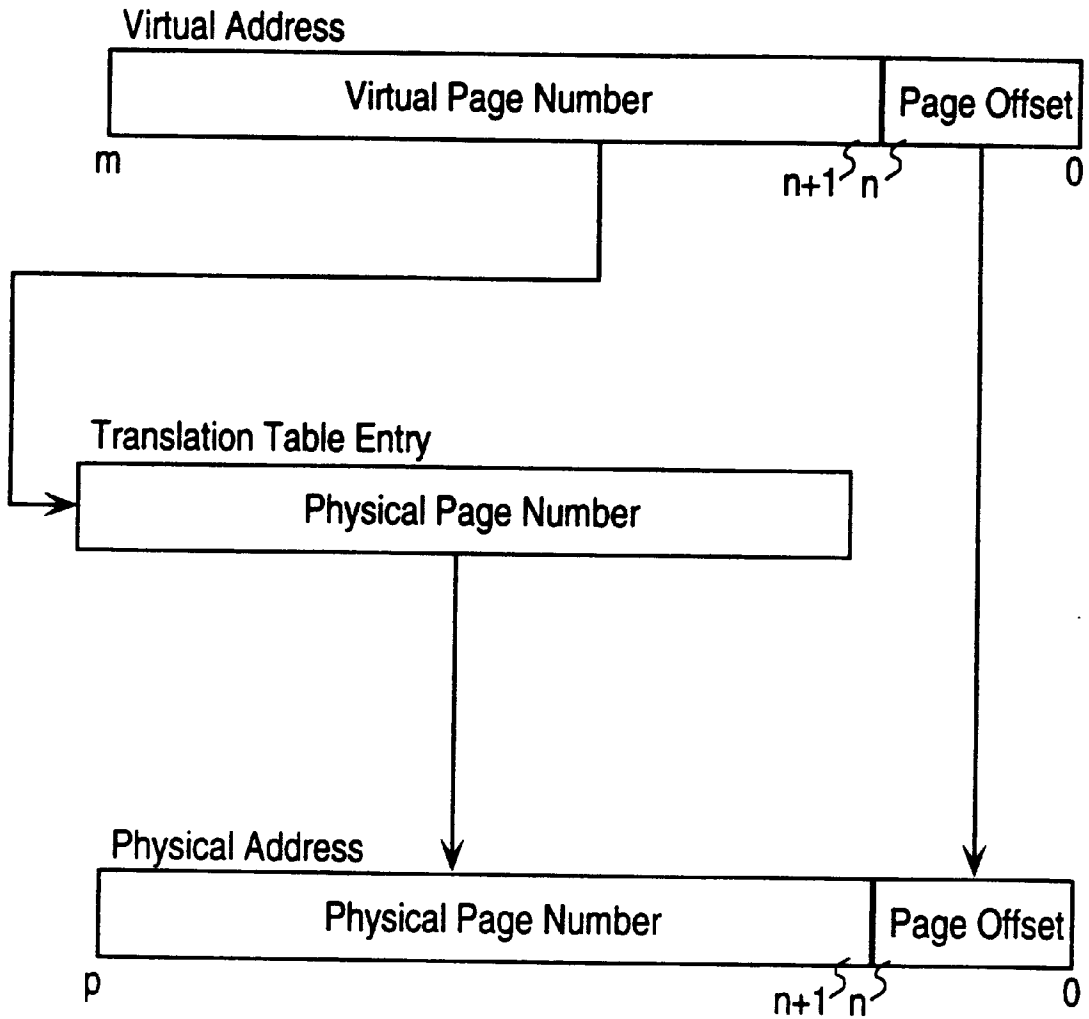 Virtual Address
Virtual Page Number Page Offset
m n+1 n 0
Translation Table Entry
Physical Page Number
Physical Address
Physical Page Number Page Offset
p n+1 n 0